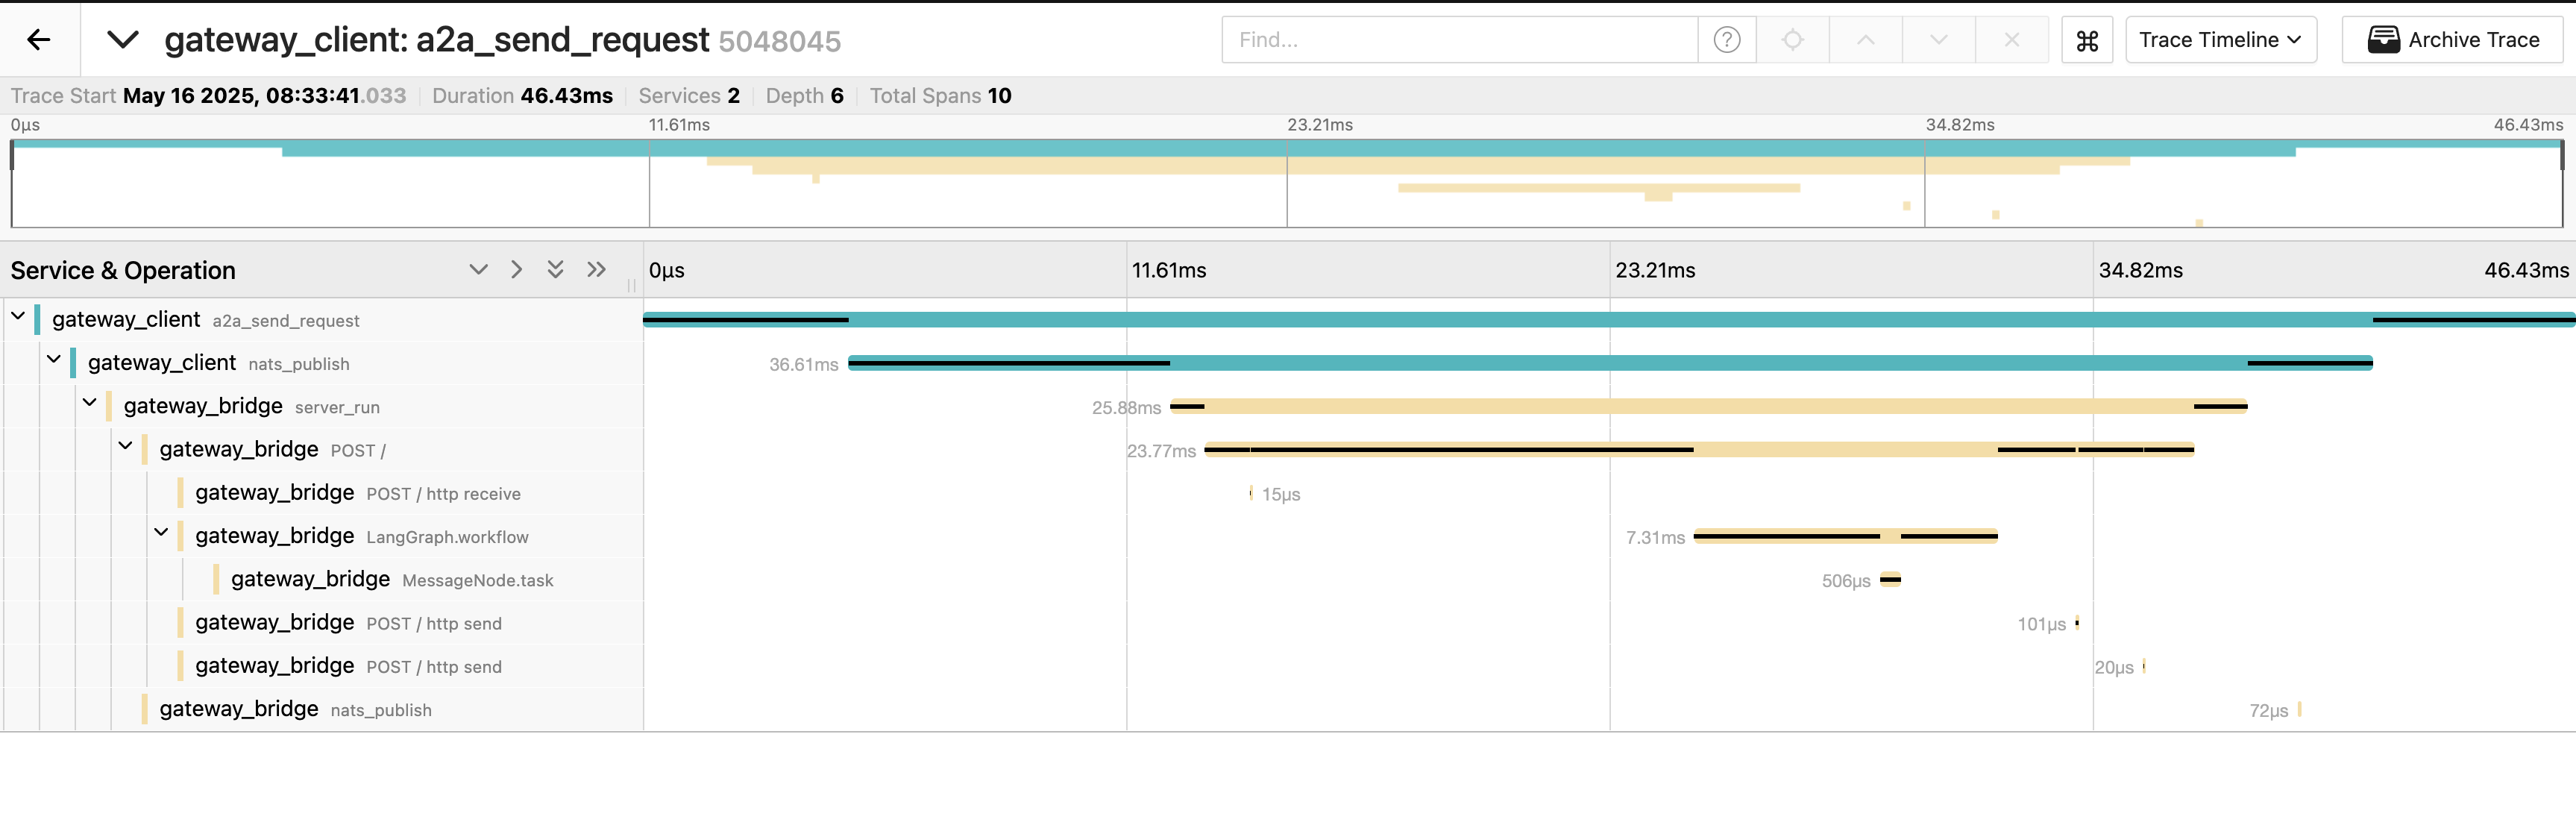 gateway_client: a2a_send_request 5048045
Find...
?
⌘
Trace Timeline
Archive Trace
Trace Start May 16 2025, 08:33:41.033 Duration 46.43ms Services 2 Depth 6 Total Spans 10
0μs 11.61ms 23.21ms 34.82ms 46.43ms
Service & Operation 0μs 11.61ms 23.21ms 34.82ms 46.43ms
gateway_client a2a_send_request
gateway_client nats_publish 36.61ms
gateway_bridge server_run 25.88ms
gateway_bridge POST / 23.77ms
gateway_bridge POST / http receive 15μs
gateway_bridge LangGraph.workflow 7.31ms
gateway_bridge MessageNode.task 506μs
gateway_bridge POST / http send 101μs
gateway_bridge POST / http send 20μs
gateway_bridge nats_publish 72μs